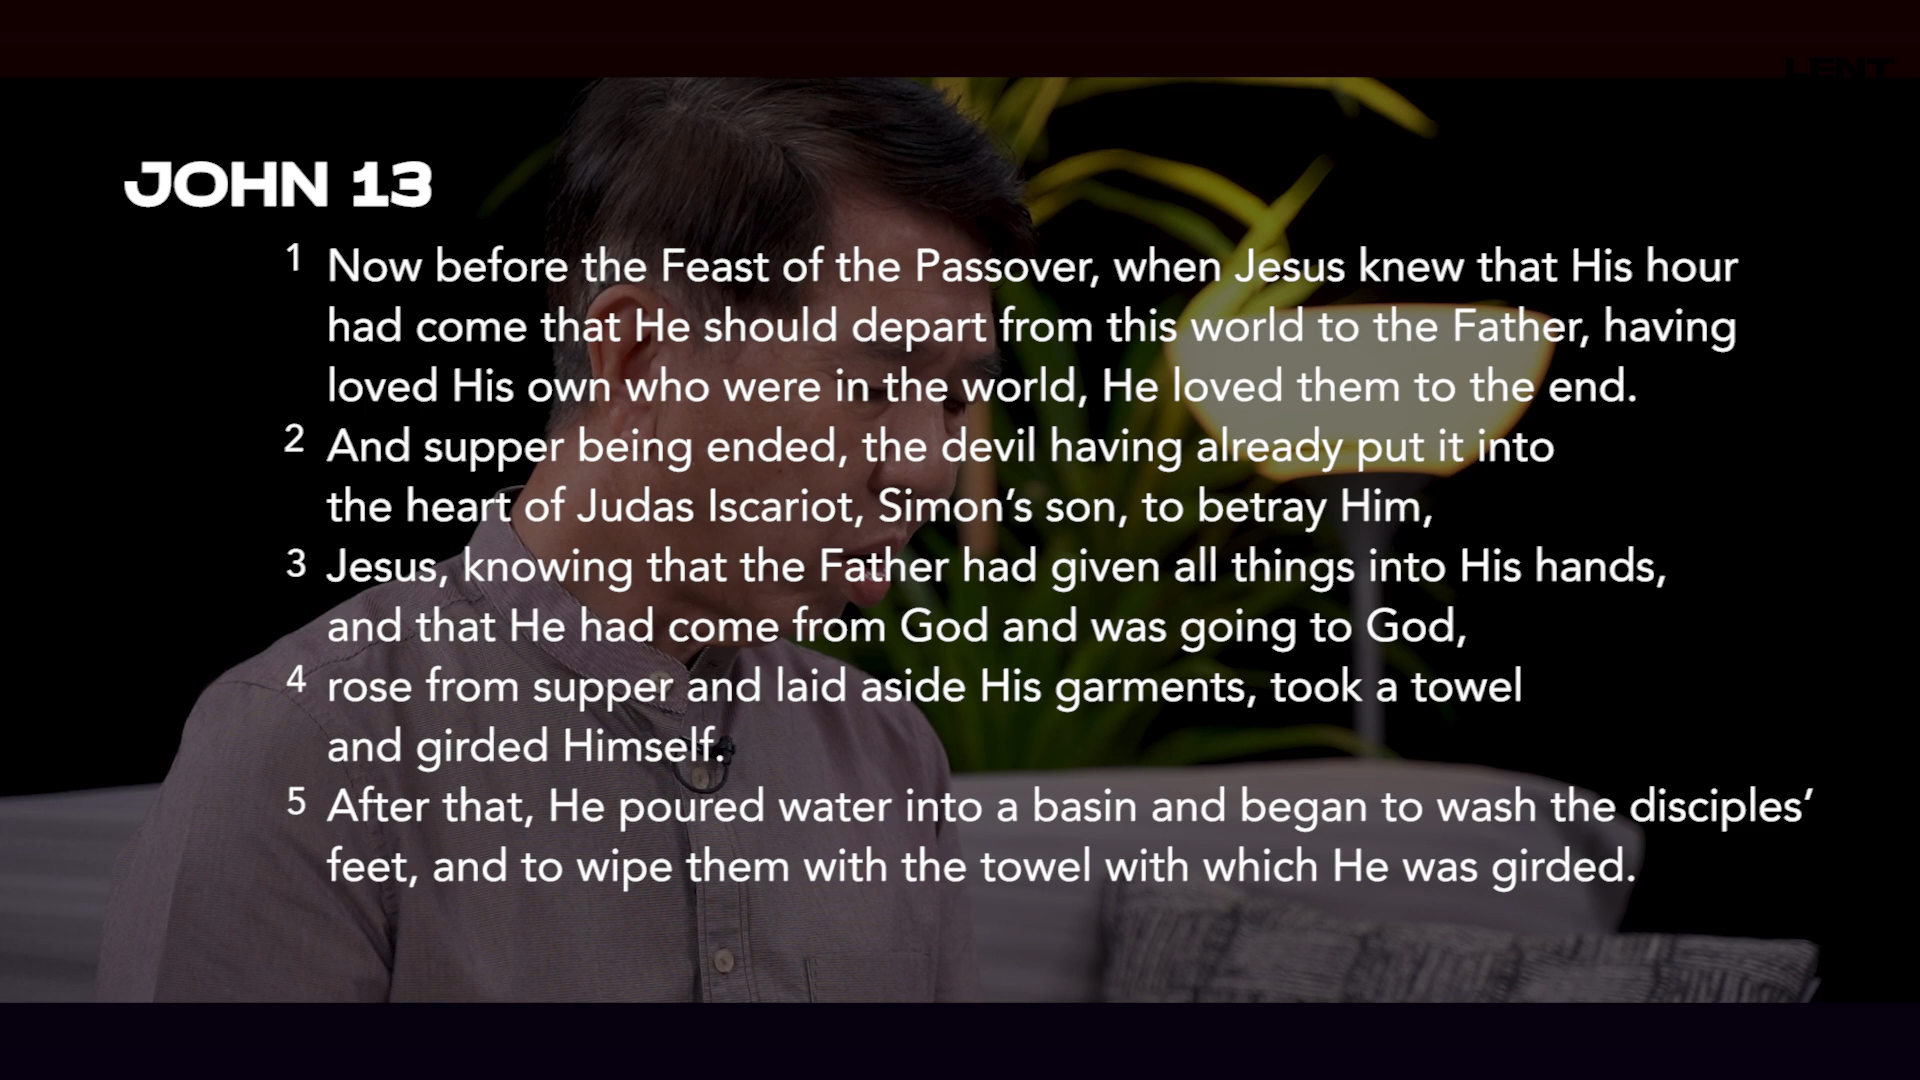 LENT
JOHN 13
1 Now before the Feast of the Passover, when Jesus knew that His hour
had come that He should depart from this world to the Father, having
loved His own who were in the world, He loved them to the end.
2 And supper being ended, the devil having already put it into
the heart of Judas Iscariot, Simon’s son, to betray Him,
3 Jesus, knowing that the Father had given all things into His hands,
and that He had come from God and was going to God,
4 rose from supper and laid aside His garments, took a towel
and girded Himself.
5 After that, He poured water into a basin and began to wash the disciples’
feet, and to wipe them with the towel with which He was girded.